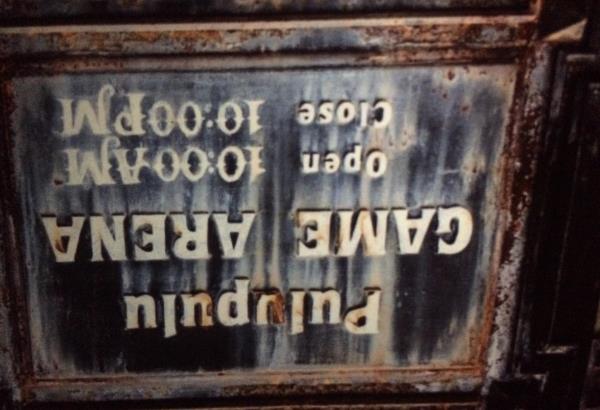 Pulupulu
GAME ARENA
Open 10:00AM
Close 10:00PM